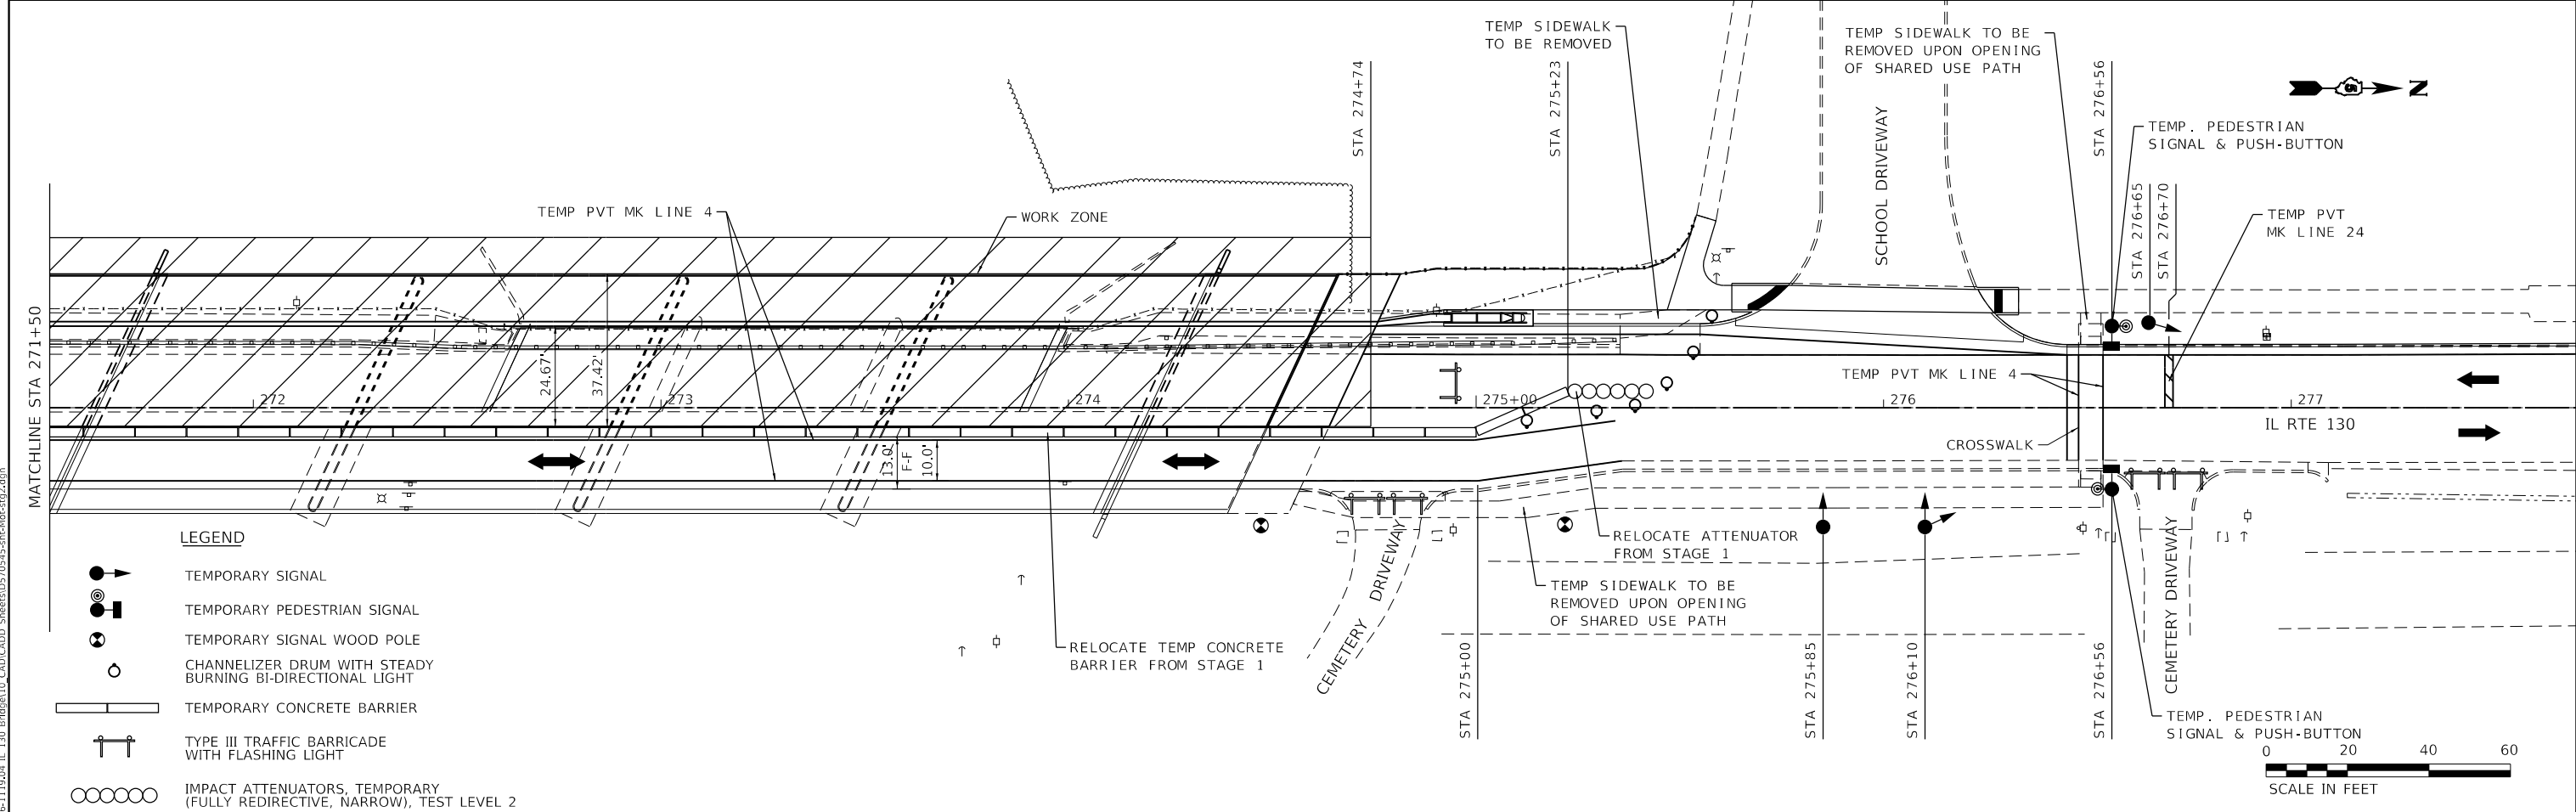 TEMP SIDEWALK
TO BE REMOVED
TEMP SIDEWALK TO BE
REMOVED UPON OPENING
OF SHARED USE PATH
STA 274+74
STA 275+23
STA 276+56
N
TEMP. PEDESTRIAN
SIGNAL & PUSH-BUTTON
SCHOOL DRIVEWAY
STA 276+65
STA 276+70
TEMP PVT
MK LINE 24
TEMP PVT MK LINE 4
WORK ZONE
MATCHLINE STA 271+50
24.67'
37.42'
272
273
274
275+00
276
277
TEMP PVT MK LINE 4
IL RTE 130
CROSSWALK
13.0'
F-F
10.0'
RELOCATE ATTENUATOR
FROM STAGE 1
TEMP SIDEWALK TO BE
REMOVED UPON OPENING
OF SHARED USE PATH
RELOCATE TEMP CONCRETE
BARRIER FROM STAGE 1
CEMETERY DRIVEWAY
STA 275+00
STA 275+85
STA 276+10
STA 276+56
CEMETERY DRIVEWAY
TEMP. PEDESTRIAN
SIGNAL & PUSH-BUTTON
0 20 40 60
SCALE IN FEET
LEGEND
TEMPORARY SIGNAL
TEMPORARY PEDESTRIAN SIGNAL
TEMPORARY SIGNAL WOOD POLE
CHANNELIZER DRUM WITH STEADY
BURNING BI-DIRECTIONAL LIGHT
TEMPORARY CONCRETE BARRIER
TYPE III TRAFFIC BARRICADE
WITH FLASHING LIGHT
IMPACT ATTENUATORS, TEMPORARY
(FULLY REDIRECTIVE, NARROW), TEST LEVEL 2